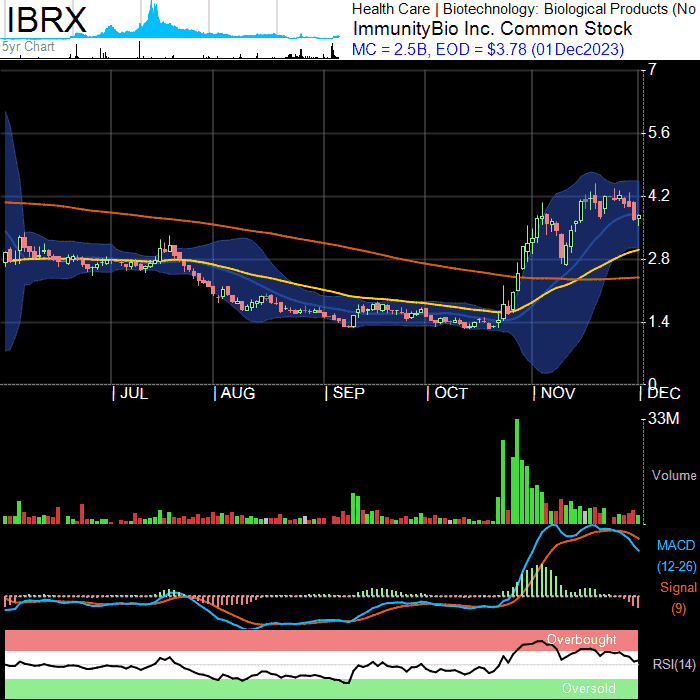 IBRX
5yr Chart
Health Care | Biotechnology: Biological Products (No
ImmunityBio Inc. Common Stock
MC = 2.5B, EOD = $3.78 (01Dec2023)
7
5.6
4.2
2.8
1.4
0
| JUL | AUG | SEP | OCT | NOV | DEC
33M
Volume
MACD
(12-26)
Signal
(9)
Overbought
RSI(14)
Oversold